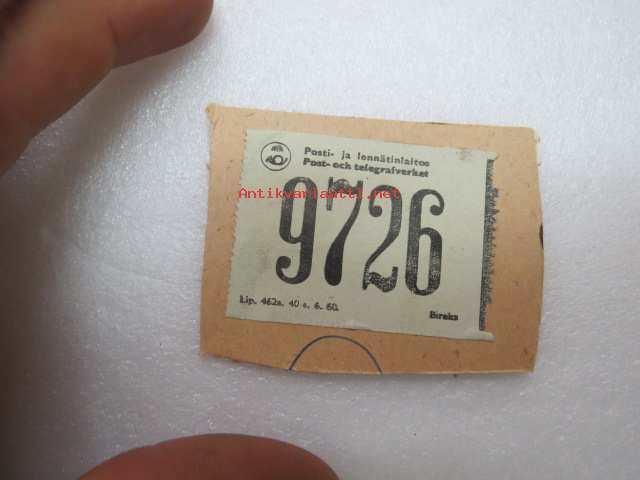 Posti- ja lennätinlaitos
Post- och telegrafverket
Antikvariaatti.net
9726
Lip. 462a. 40 c. 6. 60.
Bireka